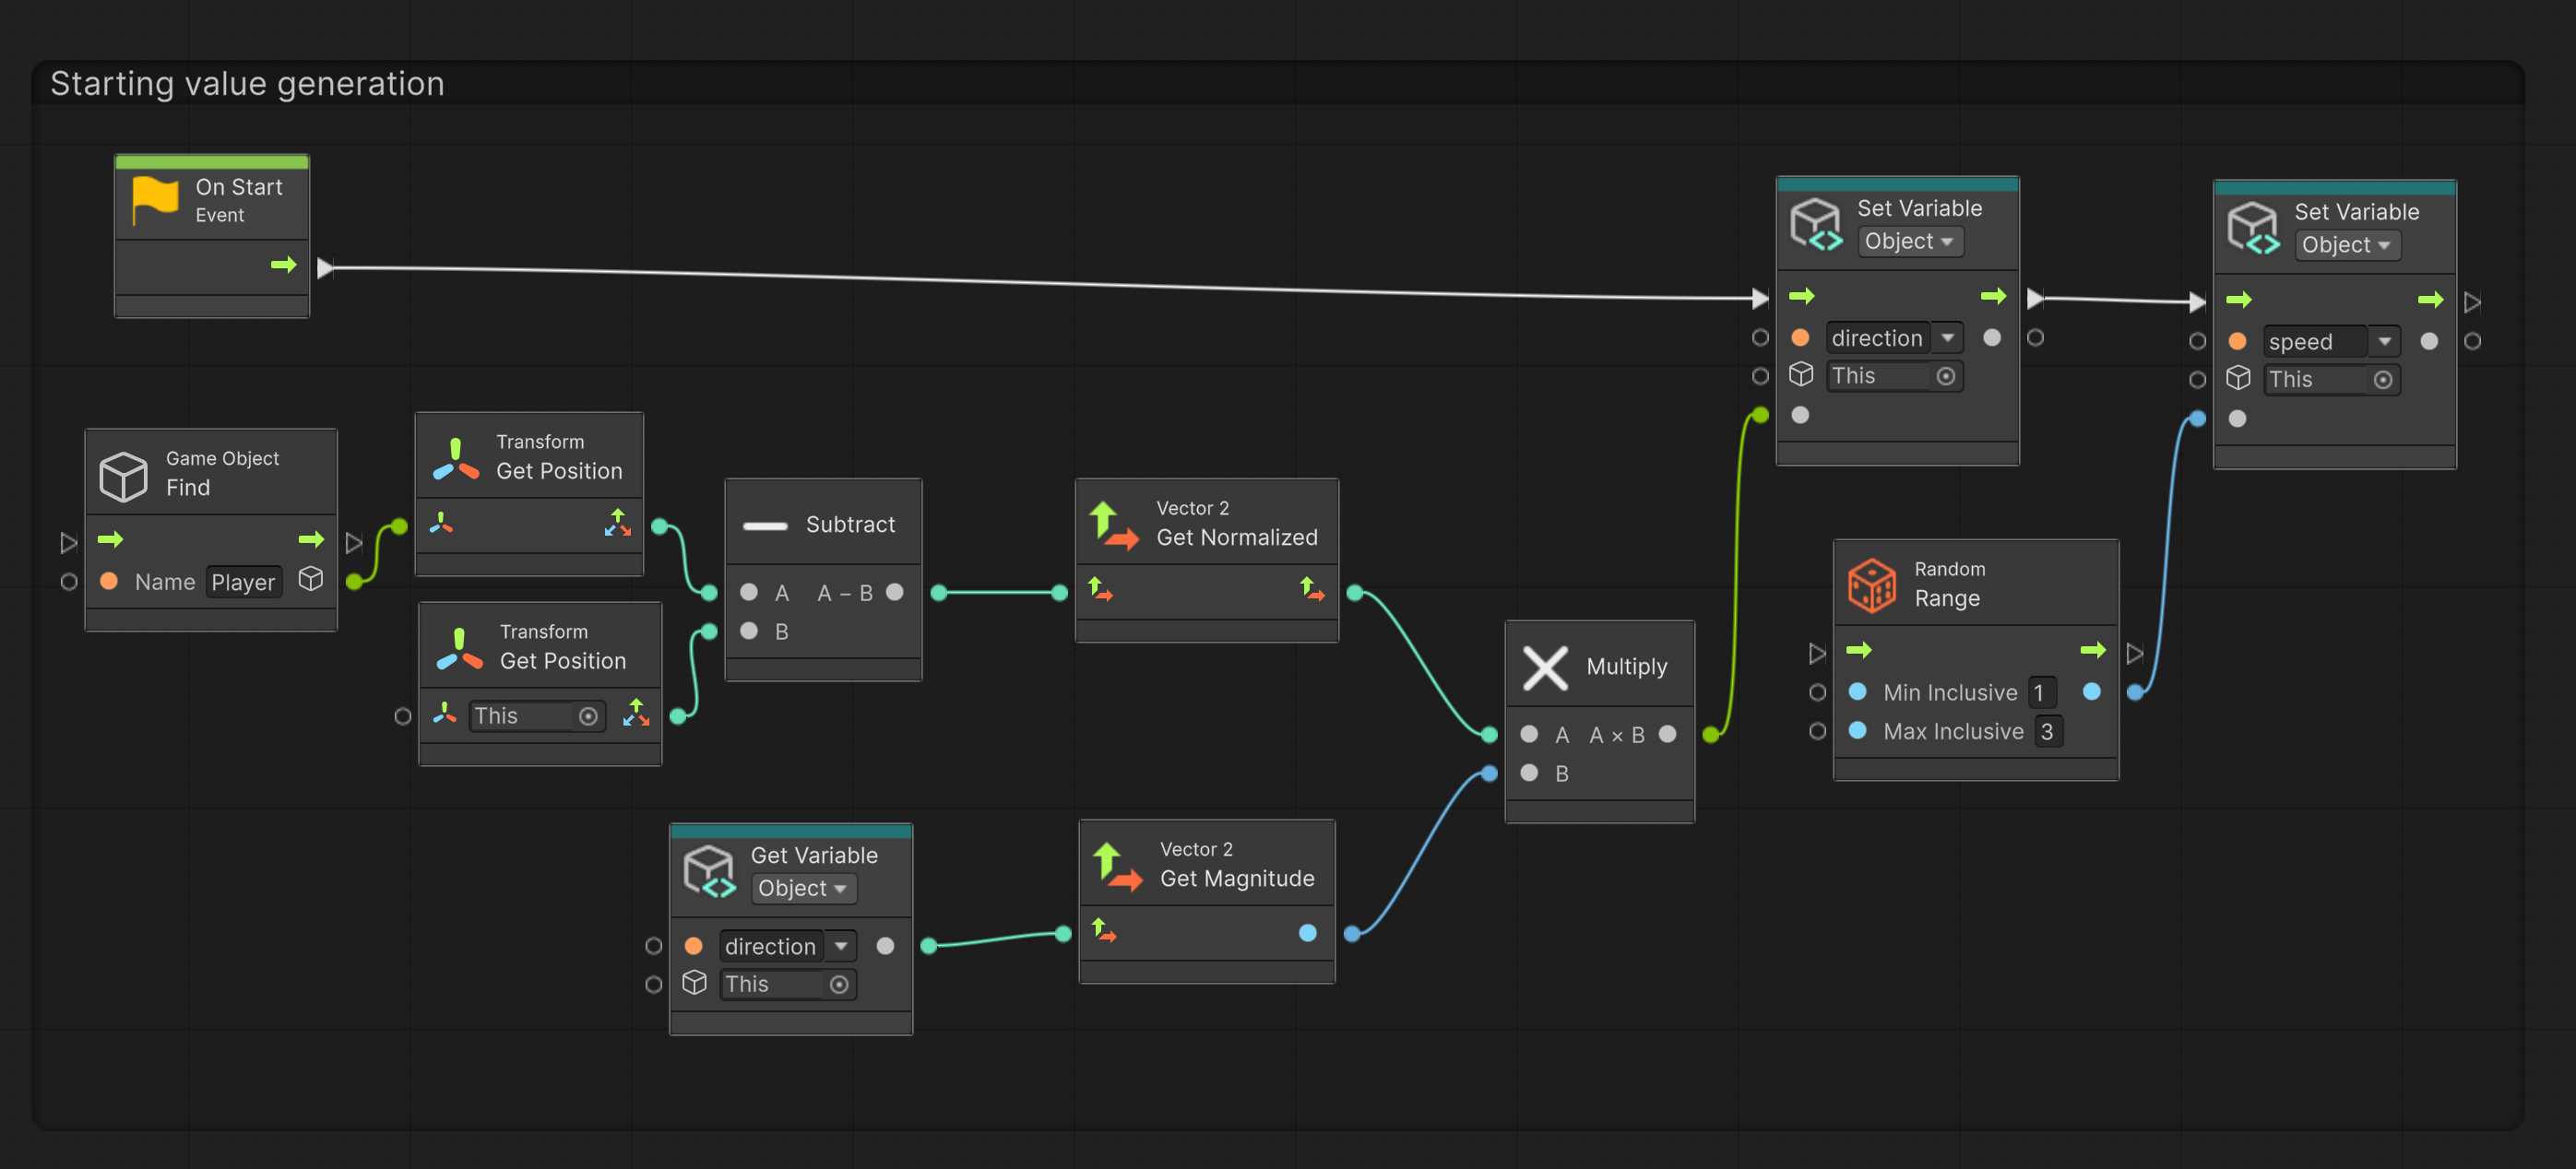 Starting value generation
On Start
Event
Set Variable
Object
direction
This
Set Variable
Object
speed
This
Game Object
Find
Name Player
Transform
Get Position
Transform
Get Position
This
Subtract
A A − B
B
Vector 2
Get Normalized
Multiply
A A × B
B
Random
Range
Min Inclusive 1
Max Inclusive 3
Get Variable
Object
direction
This
Vector 2
Get Magnitude